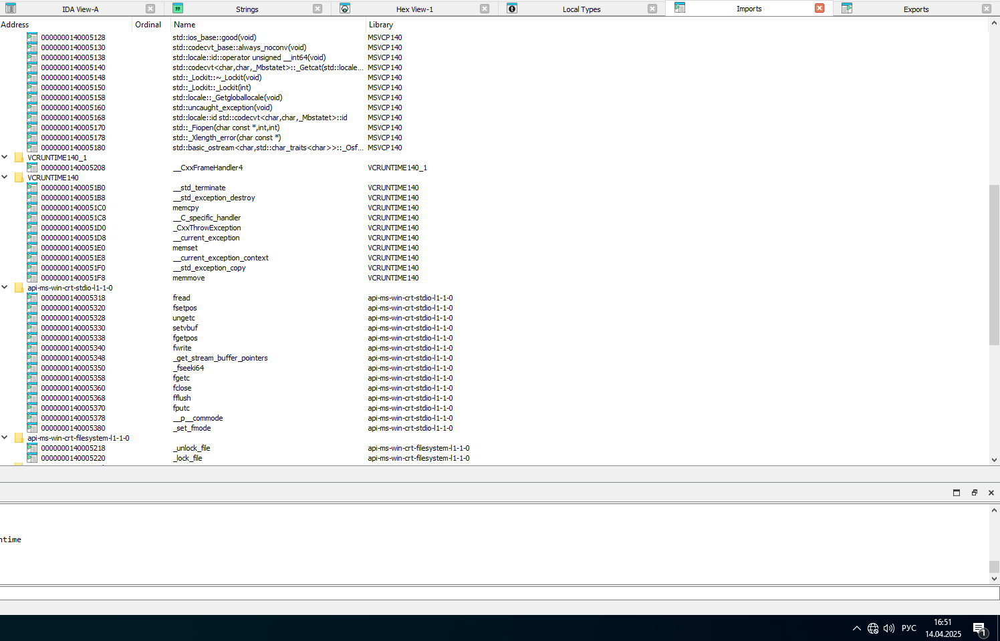 IDA View-A Strings Hex View-1 Local Types Imports Exports
Address Ordinal Name Library
0000000140005128 std::ios_base::good(void) MSVCP140
0000000140005130 std::codecvt_base::always_noconv(void) MSVCP140
0000000140005138 std::locale::id::operator unsigned __int64(void) MSVCP140
0000000140005140 std::codecvt<char,char,_Mbstatet>::_Getcat(std::locale... MSVCP140
0000000140005148 std::_Lockit::~_Lockit(void) MSVCP140
0000000140005150 std::_Lockit::_Lockit(int) MSVCP140
0000000140005158 std::locale::_Getgloballocale(void) MSVCP140
0000000140005160 std::uncaught_exception(void) MSVCP140
0000000140005168 std::locale::id std::codecvt<char,char,_Mbstatet>::id MSVCP140
0000000140005170 std::_Fiopen(char const *,int,int) MSVCP140
0000000140005178 std::_Xlength_error(char const *) MSVCP140
0000000140005180 std::basic_ostream<char,std::char_traits<char>>::_Osf... MSVCP140
VCRUNTIME140_1
0000000140005208 __CxxFrameHandler4 VCRUNTIME140_1
VCRUNTIME140
00000001400051B0 __std_terminate VCRUNTIME140
00000001400051B8 __std_exception_destroy VCRUNTIME140
00000001400051C0 memcpy VCRUNTIME140
00000001400051C8 __C_specific_handler VCRUNTIME140
00000001400051D0 _CxxThrowException VCRUNTIME140
00000001400051D8 __current_exception VCRUNTIME140
00000001400051E0 memset VCRUNTIME140
00000001400051E8 __current_exception_context VCRUNTIME140
00000001400051F0 __std_exception_copy VCRUNTIME140
00000001400051F8 memmove VCRUNTIME140
api-ms-win-crt-stdio-l1-1-0
0000000140005318 fread api-ms-win-crt-stdio-l1-1-0
0000000140005320 fsetpos api-ms-win-crt-stdio-l1-1-0
0000000140005328 ungetc api-ms-win-crt-stdio-l1-1-0
0000000140005330 setvbuf api-ms-win-crt-stdio-l1-1-0
0000000140005338 fgetpos api-ms-win-crt-stdio-l1-1-0
0000000140005340 fwrite api-ms-win-crt-stdio-l1-1-0
0000000140005348 _get_stream_buffer_pointers api-ms-win-crt-stdio-l1-1-0
0000000140005350 _fseeki64 api-ms-win-crt-stdio-l1-1-0
0000000140005358 fgetc api-ms-win-crt-stdio-l1-1-0
0000000140005360 fclose api-ms-win-crt-stdio-l1-1-0
0000000140005368 fflush api-ms-win-crt-stdio-l1-1-0
0000000140005370 fputc api-ms-win-crt-stdio-l1-1-0
0000000140005378 __p__commode api-ms-win-crt-stdio-l1-1-0
0000000140005380 _set_fmode api-ms-win-crt-stdio-l1-1-0
api-ms-win-crt-filesystem-l1-1-0
0000000140005218 _unlock_file api-ms-win-crt-filesystem-l1-1-0
0000000140005220 _lock_file api-ms-win-crt-filesystem-l1-1-0
ntime
РУС 16:51
14.04.2025 1